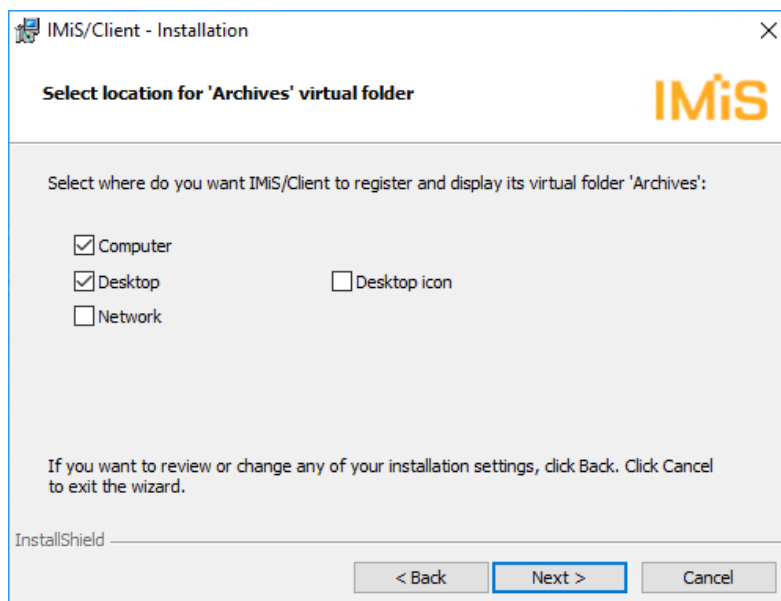 IMiS/Client - Installation
Select location for 'Archives' virtual folder
IMiS
Select where do you want IMiS/Client to register and display its virtual folder 'Archives':
Computer
Desktop
Desktop icon
Network
If you want to review or change any of your installation settings, click Back. Click Cancel
to exit the wizard.
InstallShield
< Back
Next >
Cancel